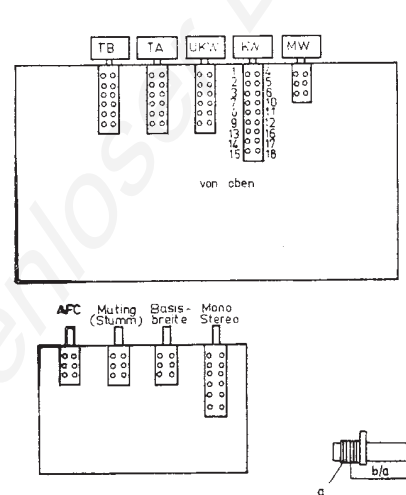 TB TA UKW KW MW
1 4
2 5
3 6
7 10
8 11
9 12
13 16
14 17
15 18
von oben
AFC Muting Basis- Mono
(Stumm) breite Stereo
b/a
a